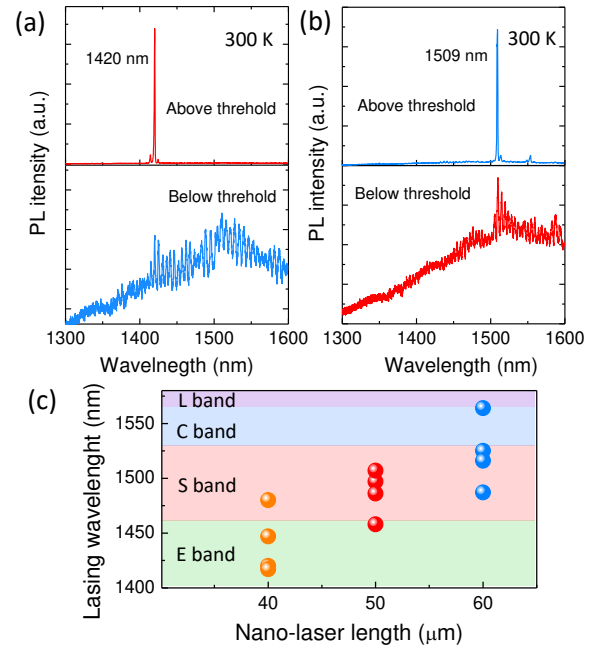 (a)
300 K
1420 nm
Above threhold
Below threhold
PL itensity (a.u.)
1300 1400 1500 1600
Wavelnegth (nm)
(b)
300 K
1509 nm
Above threshold
Below threshold
PL intensity (a.u.)
1300 1400 1500 1600
Wavelength (nm)
(c)
L band
C band
S band
E band
1550
1500
1450
1400
Lasing wavelenght (nm)
40 50 60
Nano-laser length (μm)